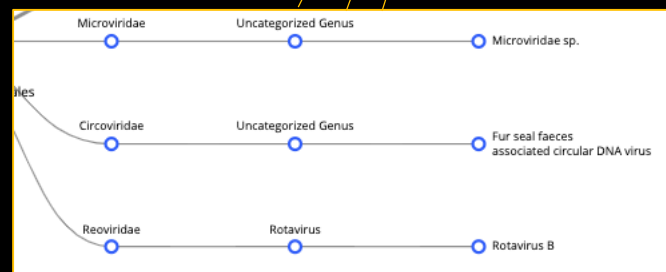 Microviridae
Uncategorized Genus
Microviridae sp.
Circoviridae
Uncategorized Genus
Fur seal faeces
associated circular DNA virus
Reoviridae
Rotavirus
Rotavirus B